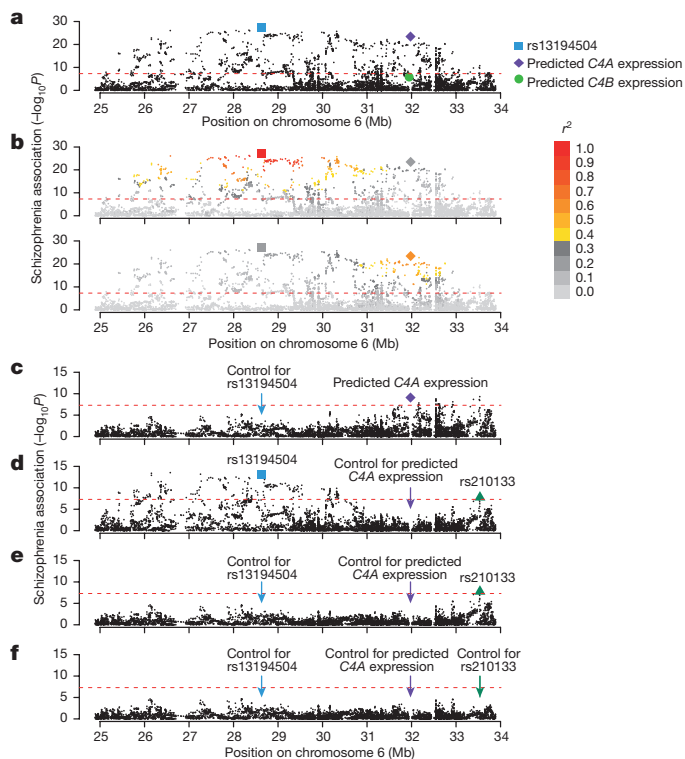 a
30
20
10
0
rs13194504
Predicted C4A expression
Predicted C4B expression
25 26 27 28 29 30 31 32 33 34
Position on chromosome 6 (Mb)
Schizophrenia association (−log10P)
b
30
20
10
0
30
20
10
0
25 26 27 28 29 30 31 32 33 34
Position on chromosome 6 (Mb)
r2
1.0
0.9
0.8
0.7
0.6
0.5
0.4
0.3
0.2
0.1
0.0
c
15
10
5
0
Control for
rs13194504
Predicted C4A expression
Schizophrenia association (−log10P)
d
15
10
5
0
rs13194504
Control for predicted
C4A expression
rs210133
e
15
10
5
0
Control for
rs13194504
Control for predicted
C4A expression
rs210133
f
15
10
5
0
Control for
rs13194504
Control for predicted
C4A expression
Control for
rs210133
25 26 27 28 29 30 31 32 33 34
Position on chromosome 6 (Mb)